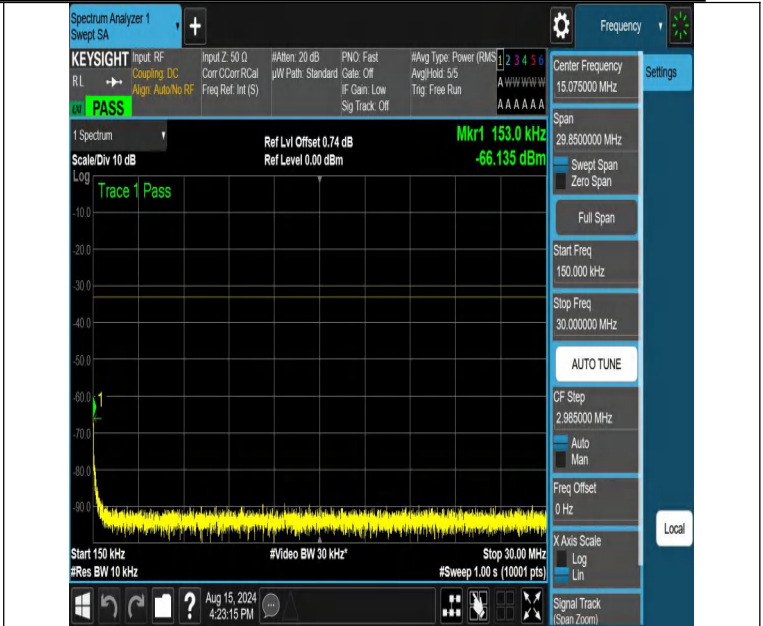 Spectrum Analyzer 1
Swept SA
+
Frequency
KEYSIGHT
RL
LXI PASS
Input: RF
Coupling: DC
Align: Auto/No RF
Input Z: 50 Ω
Corr CCorr RCal
Freq Ref: Int (S)
#Atten: 20 dB
µW Path: Standard
PNO: Fast
Gate: Off
IF Gain: Low
Sig Track: Off
#Avg Type: Power (RMS
Avg|Hold: 5/5
Trig: Free Run
1 2 3 4 5 6
A W W W W W
A A A A A A
1 Spectrum
Scale/Div 10 dB
Ref Lvl Offset 0.74 dB
Ref Level 0.00 dBm
Mkr1 153.0 kHz
-66.135 dBm
Log
Trace 1 Pass
-10.0
-20.0
-30.0
-40.0
-50.0
-60.0
-70.0
-80.0
-90.0
1
Start 150 kHz
#Res BW 10 kHz
#Video BW 30 kHz*
Stop 30.00 MHz
#Sweep 1.00 s (10001 pts)
?
Aug 15, 2024
4:23:15 PM
Center Frequency
15.075000 MHz
Settings
Span
29.8500000 MHz
Swept Span
Zero Span
Full Span
Start Freq
150.000 kHz
Stop Freq
30.000000 MHz
AUTO TUNE
CF Step
2.985000 MHz
Auto
Man
Freq Offset
0 Hz
X Axis Scale
Log
Lin
Local
Signal Track
(Span Zoom)